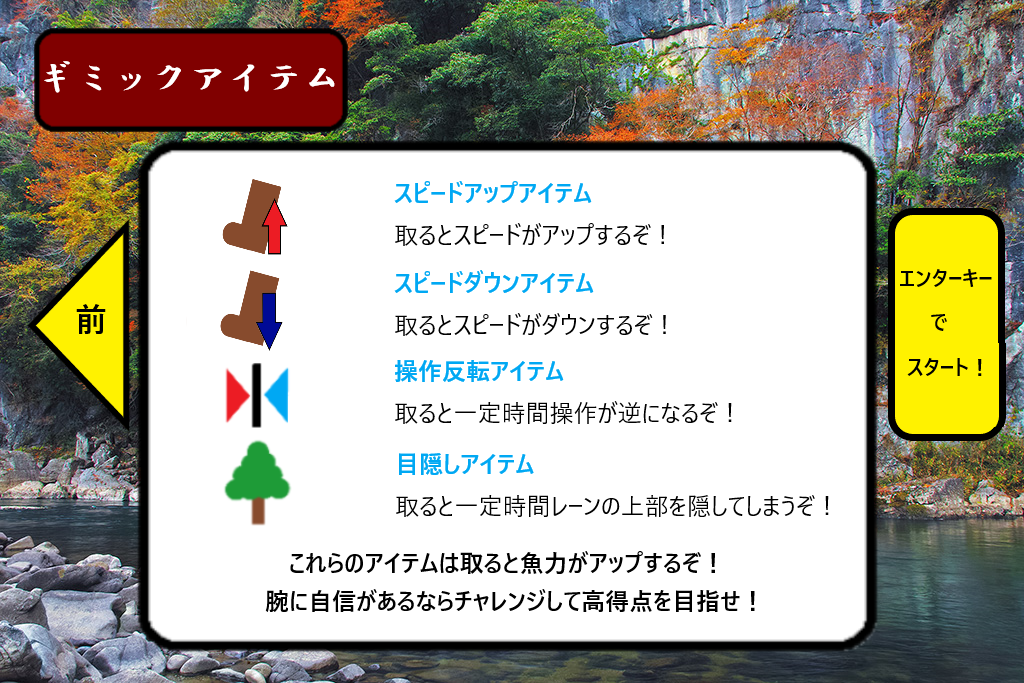 ギミックアイテム
スピードアップアイテム
取るとスピードがアップするぞ！
スピードダウンアイテム
取るとスピードがダウンするぞ！
操作反転アイテム
取ると一定時間操作が逆になるぞ！
目隠しアイテム
取ると一定時間レーンの上部を隠してしまうぞ！
これらのアイテムは取ると魚力がアップするぞ！
腕に自信があるならチャレンジして高得点を目指せ！
前
エンターキー
で
スタート！